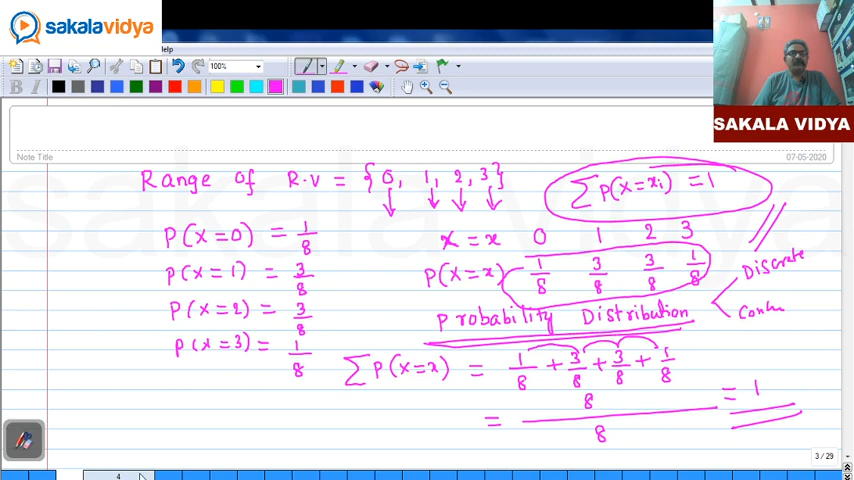 sakalavidya
Help
100%
B I
SAKALA VIDYA
Note Title
07-05-2020
Range of R.V = {0, 1, 2, 3}
∑ P(X=xi) = 1
P(X=0) = 1/8
P(X=1) = 3/8
P(X=2) = 3/8
P(X=3) = 1/8
X = x 0 1 2 3
P(X=x) 1/8 3/8 3/8 1/8
Probability Distribution
Discrete
∑ P(X=x) = 1/8 + 3/8 + 3/8 + 1/8
= 8/8 = 1
3 / 29
4